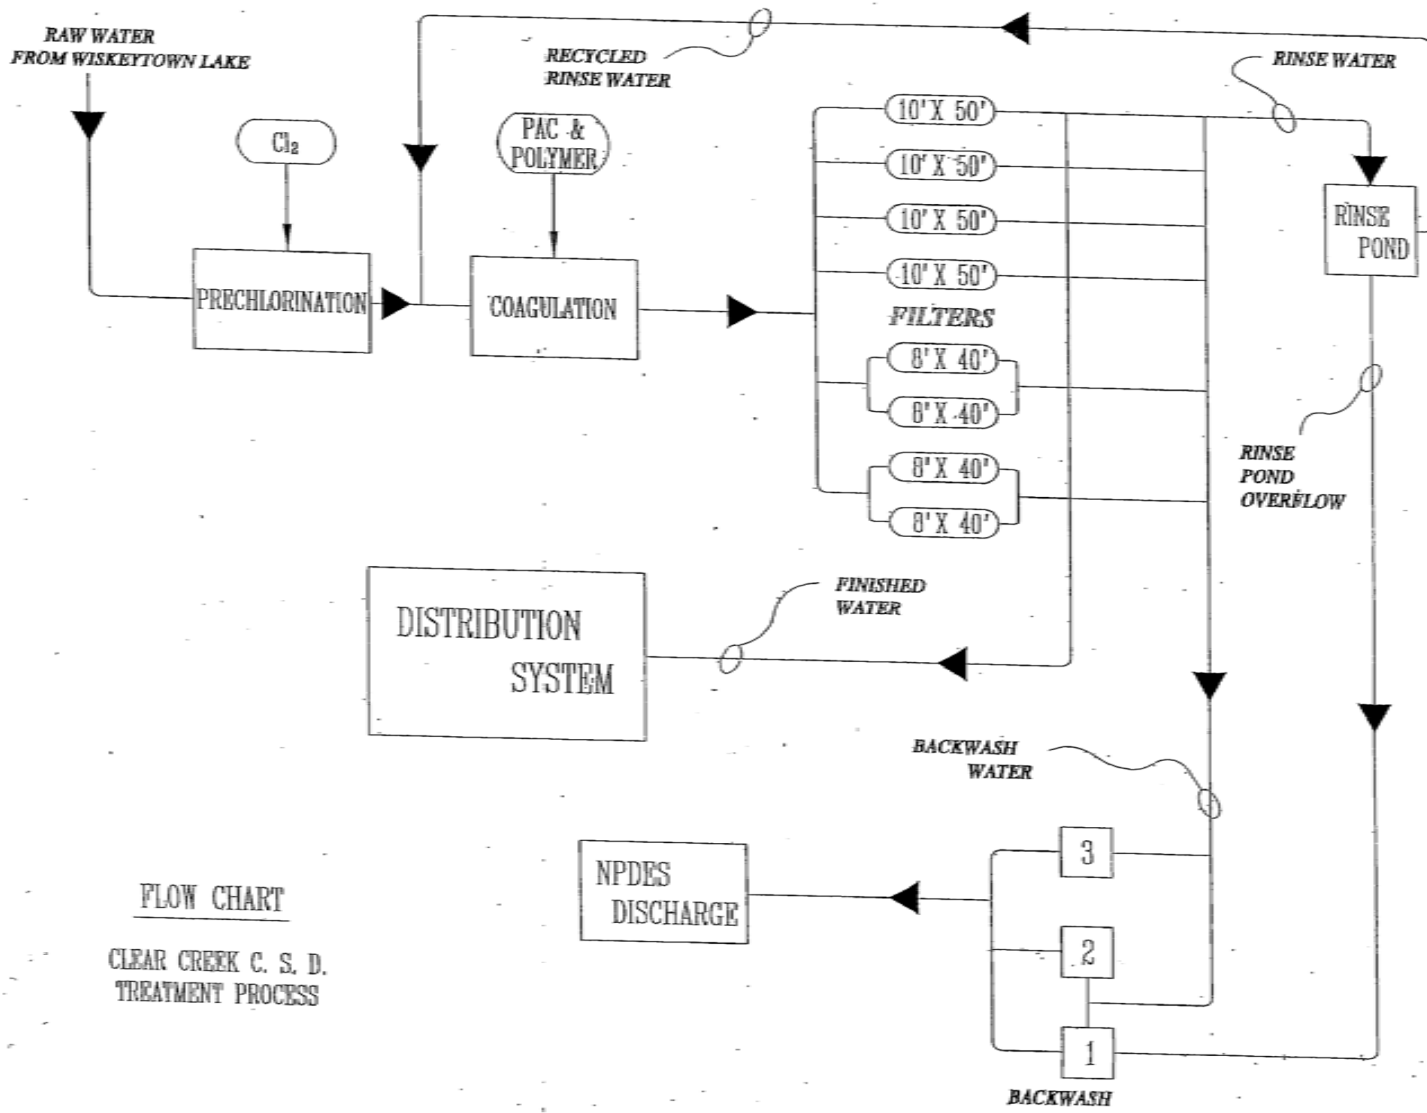 RAW WATER
FROM WISKEYTOWN LAKE
RECYCLED
RINSE WATER
RINSE WATER
Cl₂
PAC &
POLYMER
10' X 50'
10' X 50'
10' X 50'
10' X 50'
RINSE
POND
PRECHLORINATION
COAGULATION
FILTERS
8' X 40'
8' X 40'
8' X 40'
8' X 40'
RINSE
POND
OVERFLOW
FINISHED
WATER
DISTRIBUTION
SYSTEM
BACKWASH
WATER
3
NPDES
DISCHARGE
2
1
BACKWASH
FLOW CHART
CLEAR CREEK C. S. D.
TREATMENT PROCESS